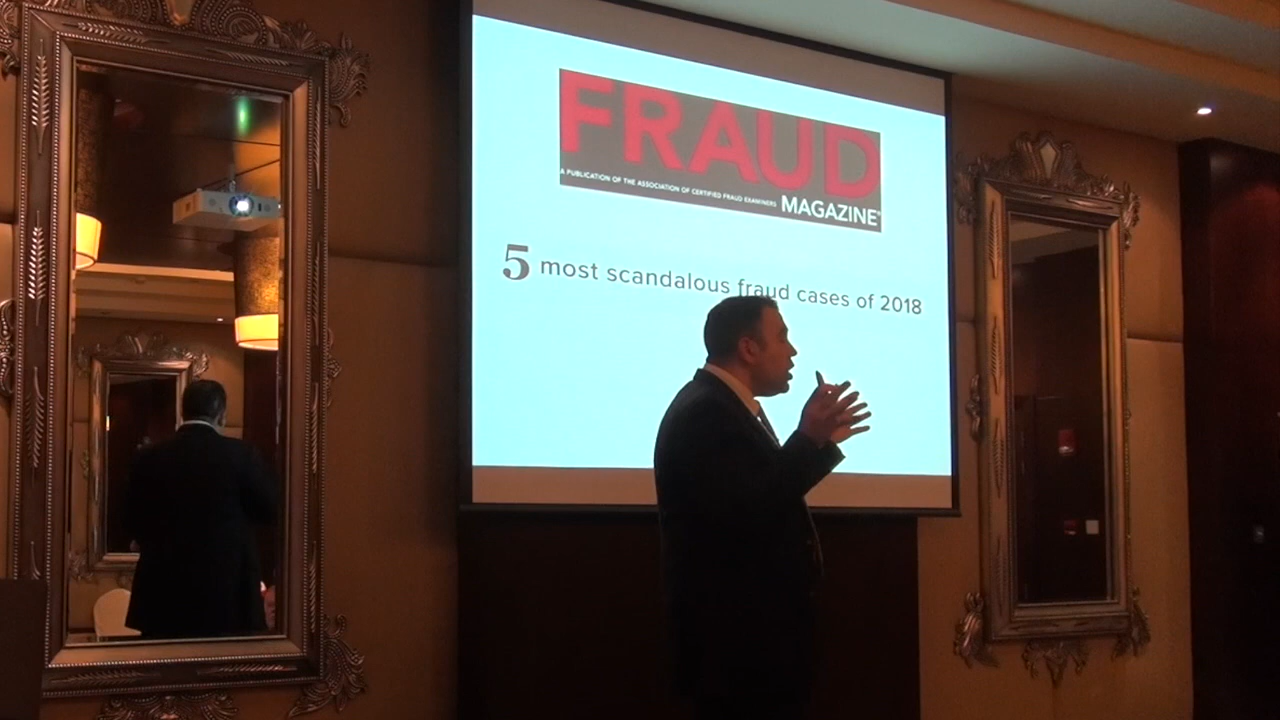 FRAUD
A PUBLICATION OF THE ASSOCIATION OF CERTIFIED FRAUD EXAMINERS MAGAZINE®
5 most scandalous fraud cases of 2018